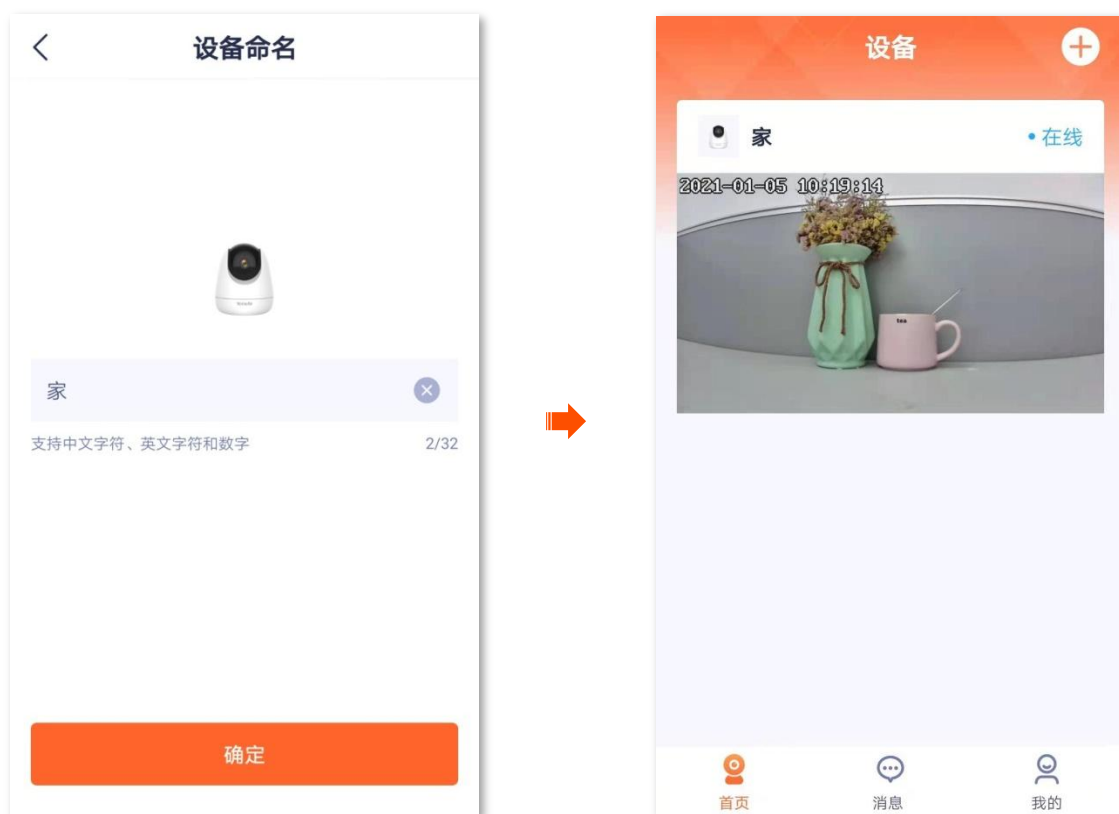 设备命名
家
支持中文字符、英文字符和数字
2/32
确定
设备
家
在线
2021-01-05 10:19:14
tea
首页
消息
我的